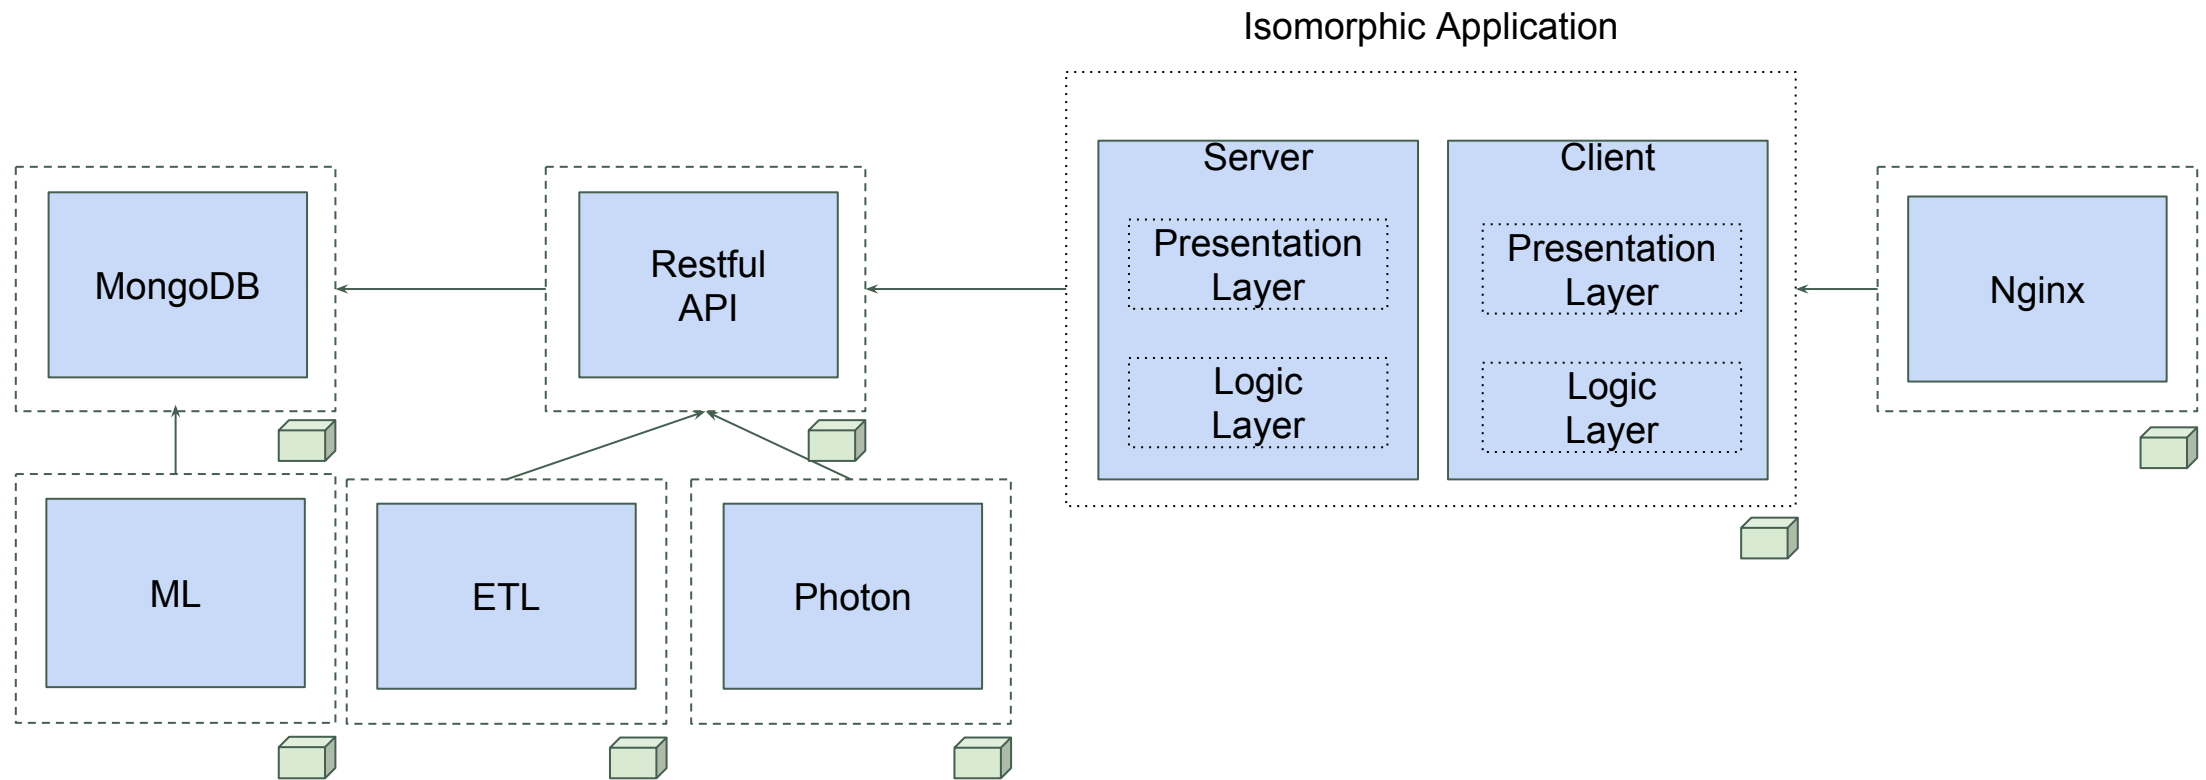 Isomorphic Application
MongoDB
Restful
API
Server
Presentation
Layer
Logic
Layer
Client
Presentation
Layer
Logic
Layer
Nginx
ML
ETL
Photon